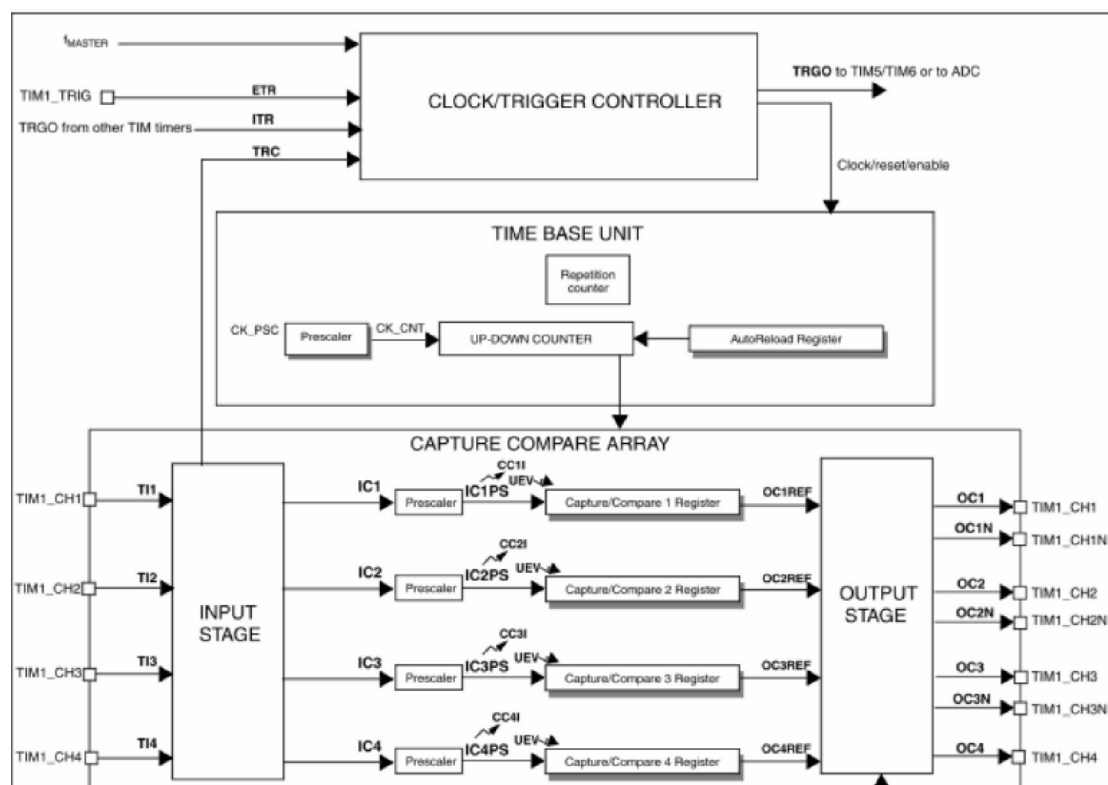 fMASTER
TRGO to TIM5/TIM6 or to ADC
CLOCK/TRIGGER CONTROLLER
TIM1_TRIG
ETR
TRGO from other TIM timers
ITR
TRC
Clock/reset/enable
TIME BASE UNIT
Repetition
counter
CK_PSC
Prescaler
CK_CNT
UP-DOWN COUNTER
AutoReload Register
CAPTURE COMPARE ARRAY
CC1I
UEV
TIM1_CH1
TI1
IC1
Prescaler
IC1PS
Capture/Compare 1 Register
OC1REF
OC1
TIM1_CH1
OC1N
TIM1_CH1N
CC2I
UEV
TIM1_CH2
TI2
IC2
Prescaler
IC2PS
Capture/Compare 2 Register
OC2REF
OC2
TIM1_CH2
INPUT
STAGE
OUTPUT
STAGE
OC2N
TIM1_CH2N
CC3I
UEV
TIM1_CH3
TI3
IC3
Prescaler
IC3PS
Capture/Compare 3 Register
OC3REF
OC3
TIM1_CH3
OC3N
TIM1_CH3N
CC4I
UEV
TIM1_CH4
TI4
IC4
Prescaler
IC4PS
Capture/Compare 4 Register
OC4REF
OC4
TIM1_CH4